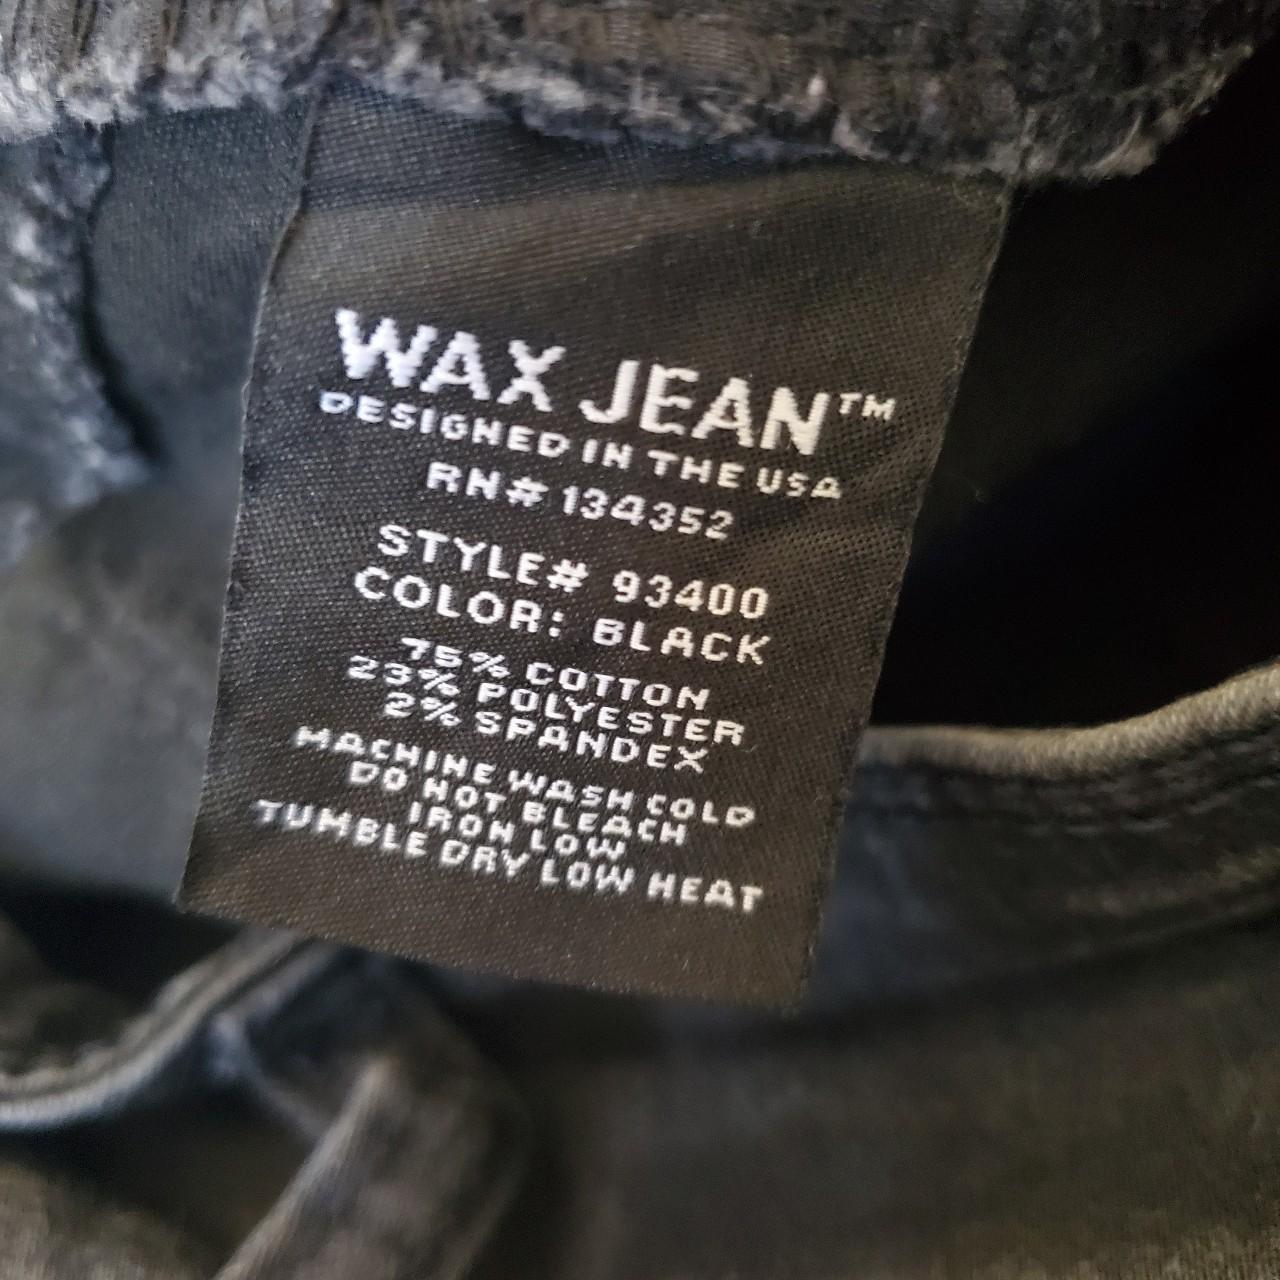 WAX JEAN™
DESIGNED IN THE USA
RN# 134352
STYLE# 93400
COLOR: BLACK
75% COTTON
23% POLYESTER
2% SPANDEX
MACHINE WASH COLD
DO NOT BLEACH
IRON LOW
TUMBLE DRY LOW HEAT